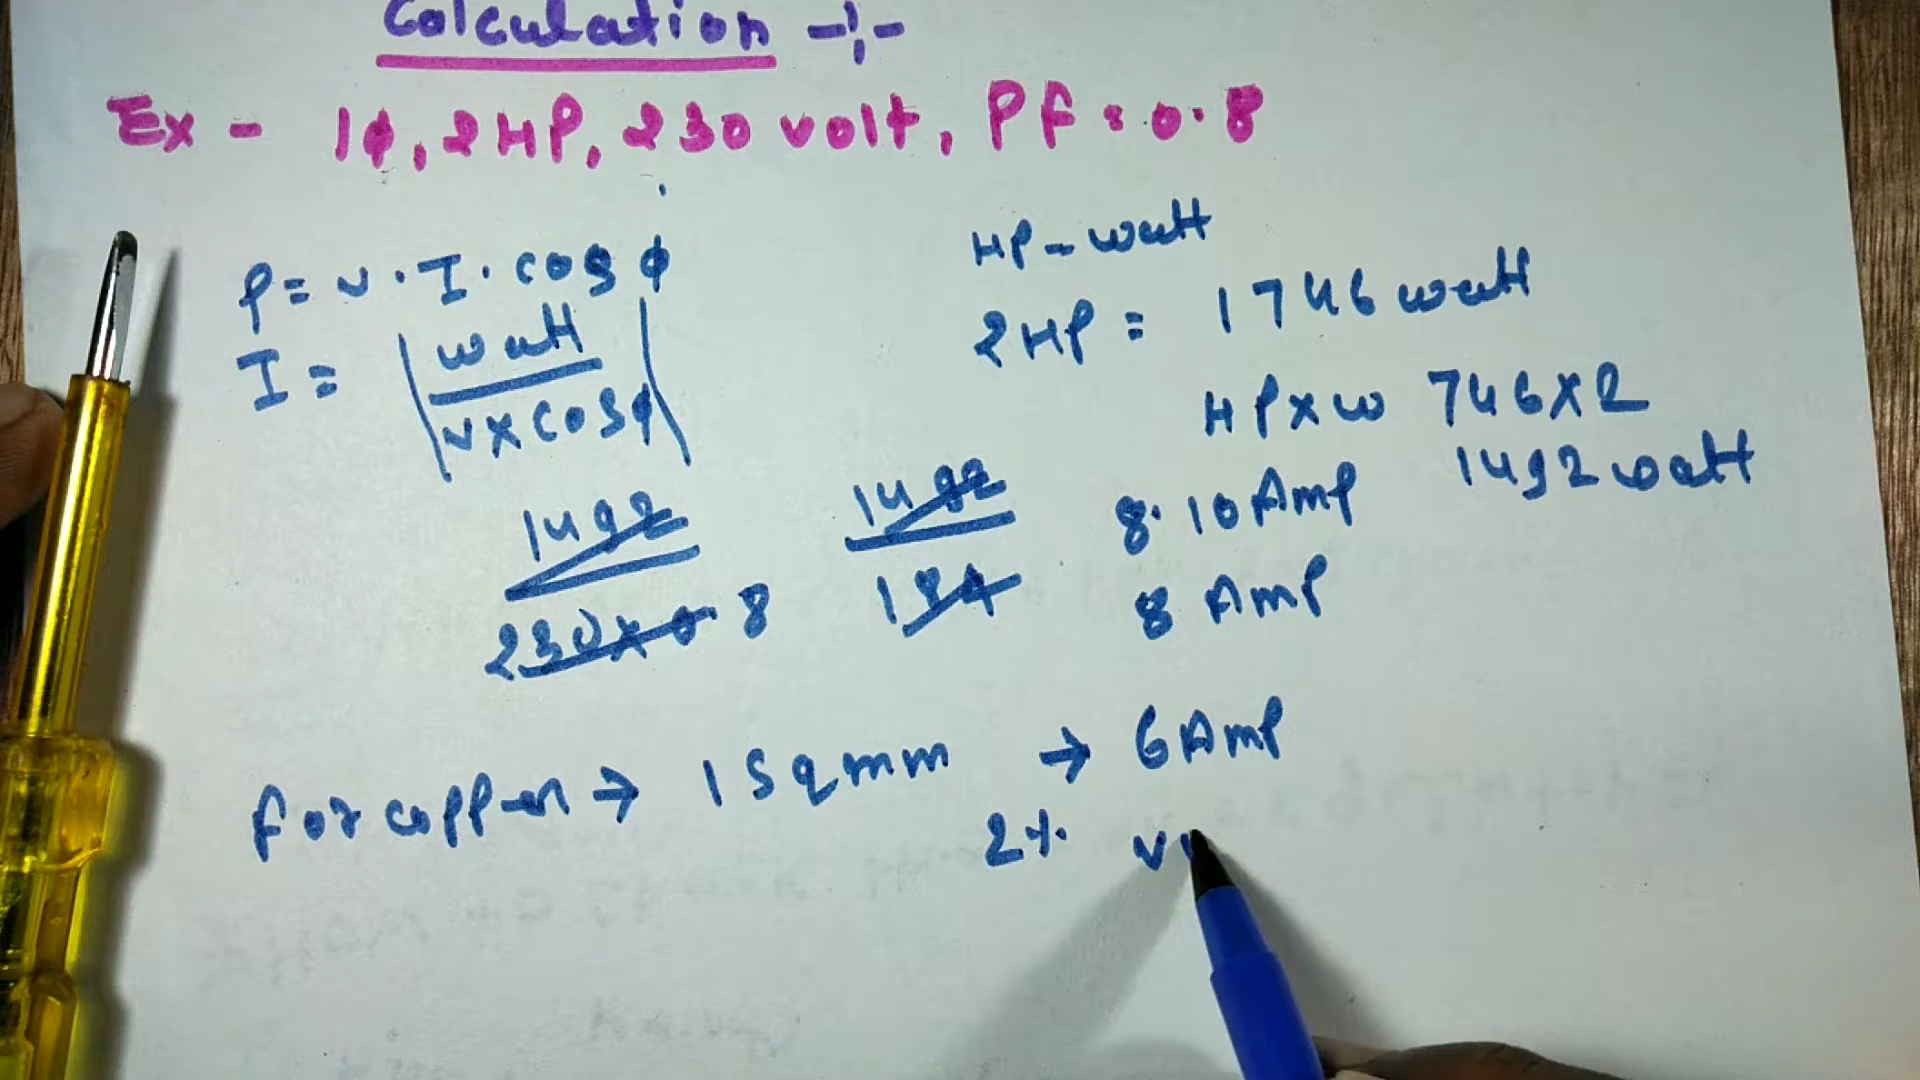 Calculation -:-
Ex - 1φ, 2HP, 230 volt, PF = 0.8
P = V · I · cos φ
I = watt
V x cos φ
HP - watt
2HP = 1746 watt
HP x W 746 x 2
1492 watt
1492
230 x 0.8
1492
184
8.10 Amp
8 Amp
For copper → 1 Sqmm → 6 Amp
2%